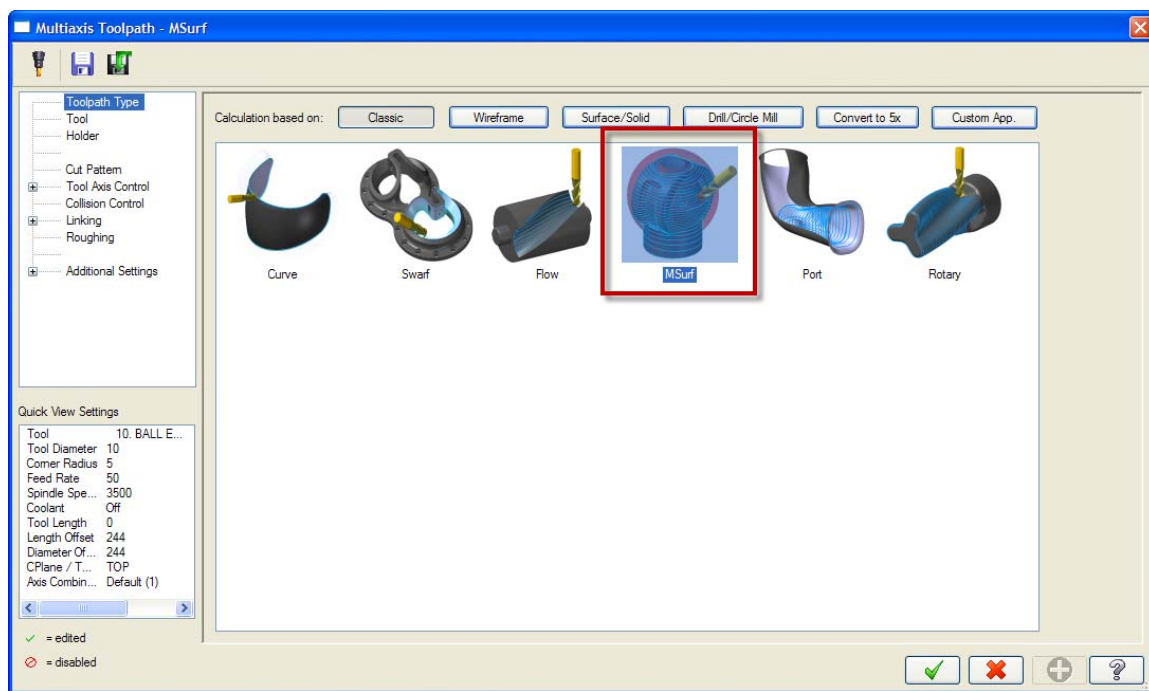 Multiaxis Toolpath - MSurf
Toolpath Type
Tool
Holder
Cut Pattern
Tool Axis Control
Collision Control
Linking
Roughing
Additional Settings
Calculation based on: Classic Wireframe Surface/Solid Drill/Circle Mill Convert to 5x Custom App.
Curve Swarf Flow MSurf Port Rotary
Quick View Settings
Tool 10. BALL E...
Tool Diameter 10
Corner Radius 5
Feed Rate 50
Spindle Spe... 3500
Coolant Off
Tool Length 0
Length Offset 244
Diameter Of... 244
CPlane / T... TOP
Axis Combin... Default (1)
= edited
= disabled